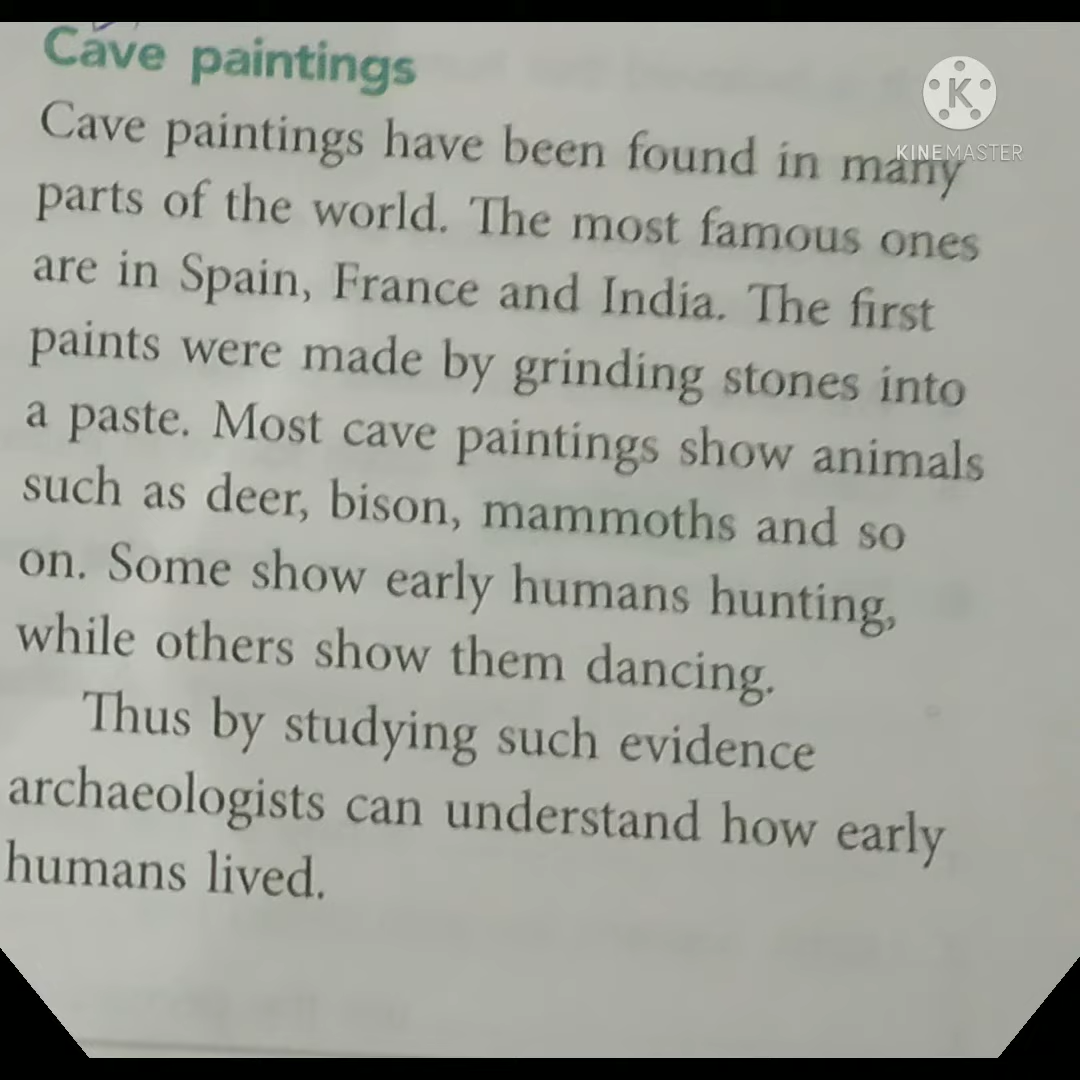 Cave paintings
Cave paintings have been found in many
parts of the world. The most famous ones
are in Spain, France and India. The first
paints were made by grinding stones into
a paste. Most cave paintings show animals
such as deer, bison, mammoths and so
on. Some show early humans hunting,
while others show them dancing.
Thus by studying such evidence
archaeologists can understand how early
humans lived.
K
KINEMASTER